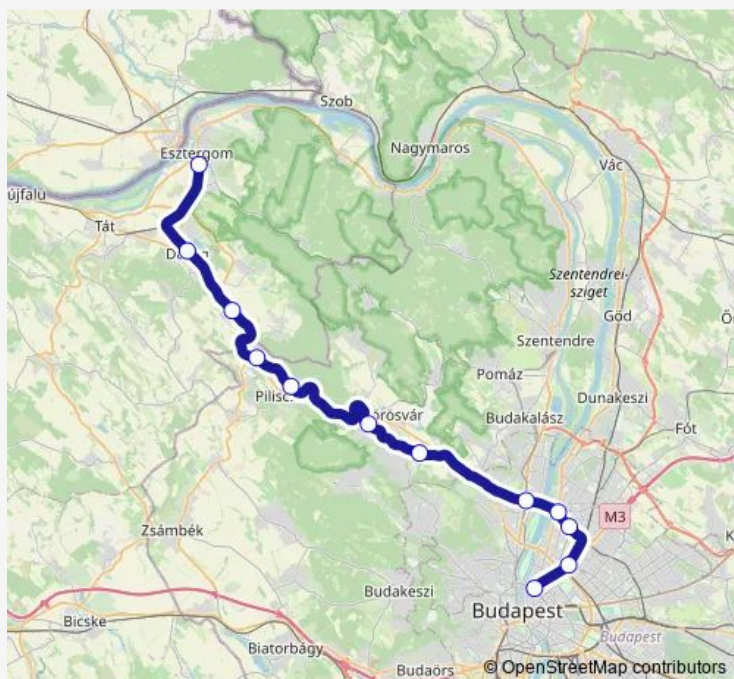 Szob
Esztergom
Nagymaros
Vác
újfalu
Tát
Szentendrei-
sziget
Göd
Szentendre
Pomáz
Dunakeszi
Budakalász
Fót
M3
Zsámbék
Budakeszi
Budapest
Budapest
Bicske
Biatorbágy
Budaörs
© OpenStreetMap contributors